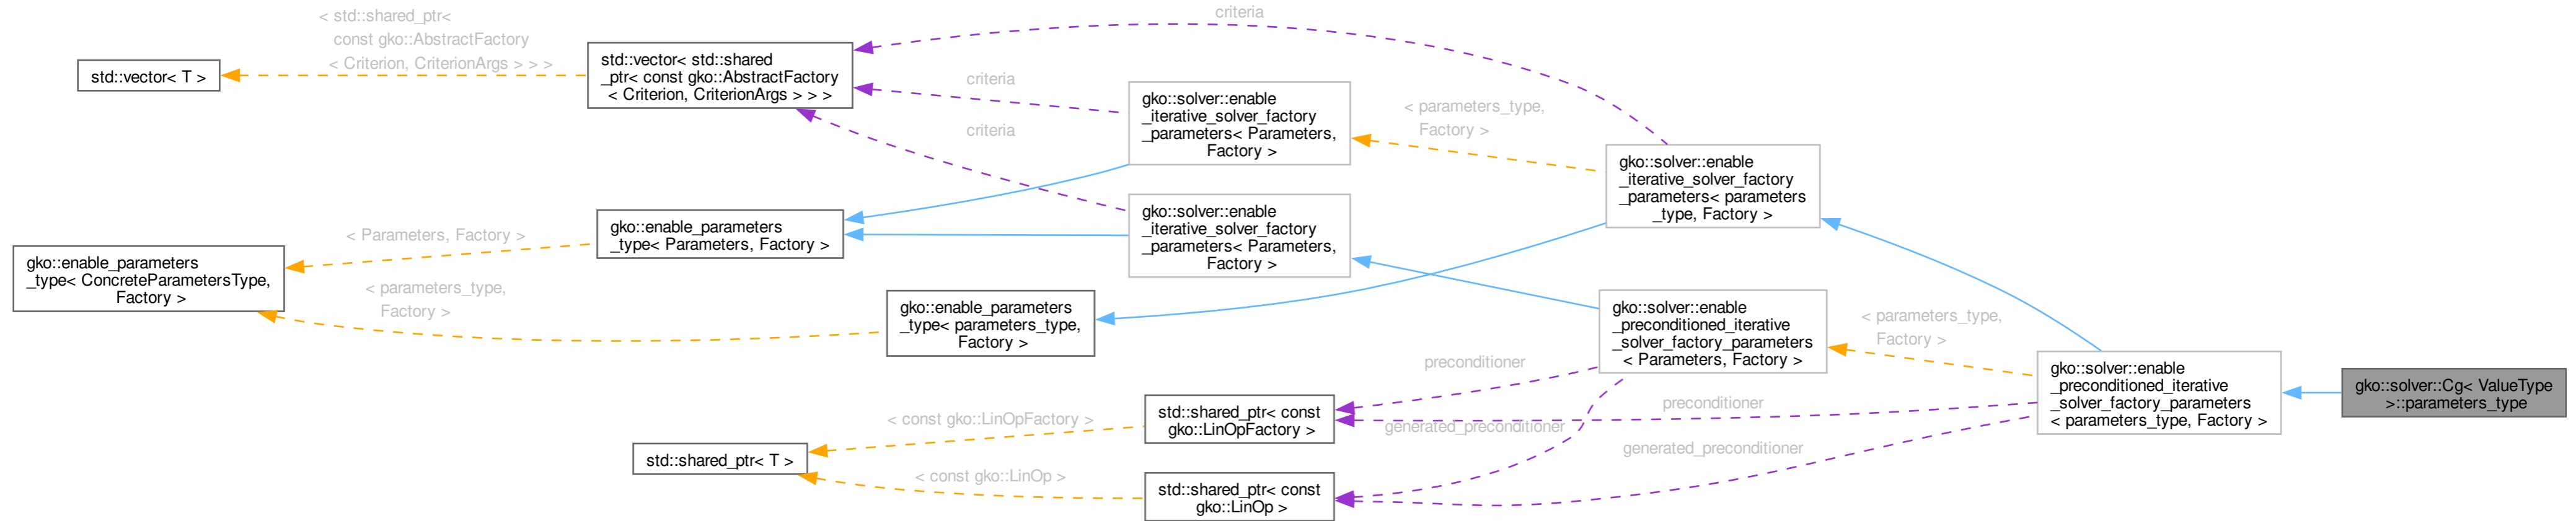 < std::shared_ptr<
const gko::AbstractFactory
< Criterion, CriterionArgs > > >
std::vector< T >
std::vector< std::shared
_ptr< const gko::AbstractFactory
< Criterion, CriterionArgs > > >
criteria
criteria
criteria
gko::solver::enable
_iterative_solver_factory
_parameters< Parameters,
Factory >
< parameters_type,
Factory >
gko::solver::enable
_iterative_solver_factory
_parameters< parameters
_type, Factory >
gko::solver::enable
_iterative_solver_factory
_parameters< Parameters,
Factory >
gko::enable_parameters
_type< Parameters, Factory >
< Parameters, Factory >
gko::enable_parameters
_type< ConcreteParametersType,
Factory >
< parameters_type,
Factory >
gko::enable_parameters
_type< parameters_type,
Factory >
gko::solver::enable
_preconditioned_iterative
_solver_factory_parameters
< Parameters, Factory >
< parameters_type,
Factory >
gko::solver::enable
_preconditioned_iterative
_solver_factory_parameters
< parameters_type, Factory >
gko::solver::Cg< ValueType
>::parameters_type
preconditioner
preconditioner
generated_preconditioner
generated_preconditioner
std::shared_ptr< const
gko::LinOpFactory >
< const gko::LinOpFactory >
std::shared_ptr< T >
< const gko::LinOp >
std::shared_ptr< const
gko::LinOp >